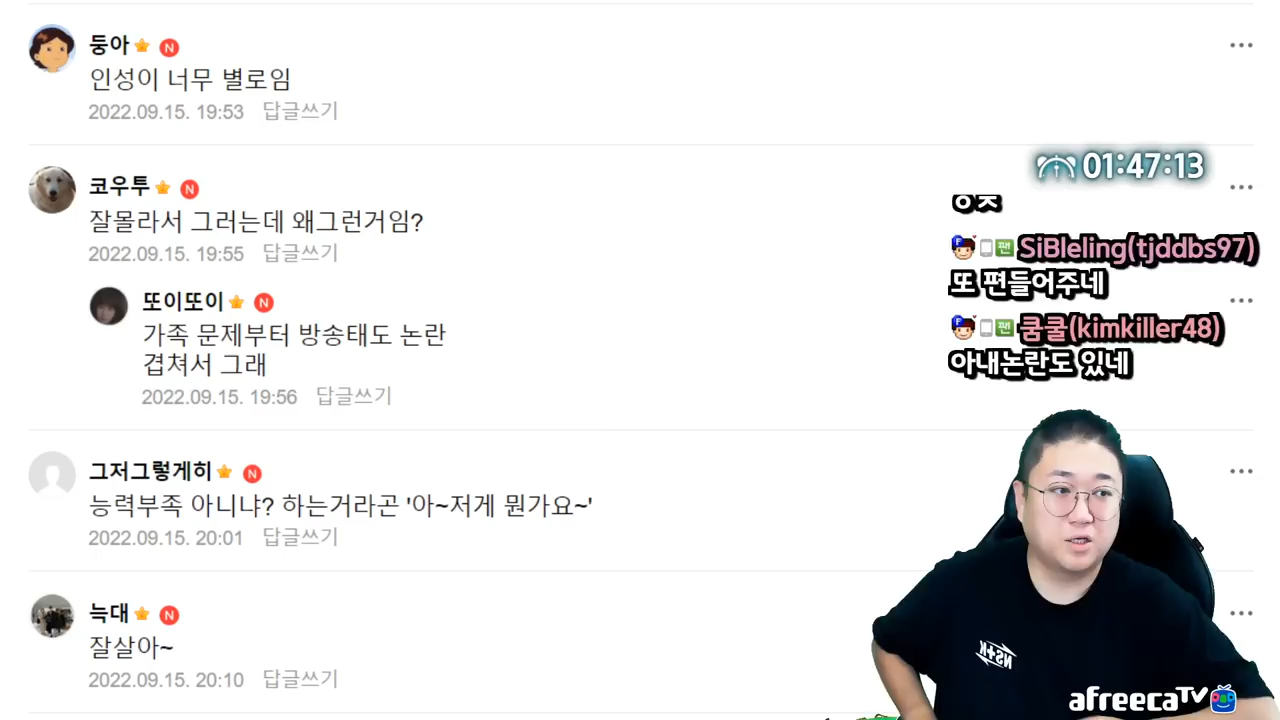 둥아 N
인성이 너무 별로임
2022.09.15. 19:53 답글쓰기
코우투 N
잘몰라서 그러는데 왜그런거임?
2022.09.15. 19:55 답글쓰기
또이또이 N
가족 문제부터 방송태도 논란
겹쳐서 그래
2022.09.15. 19:56 답글쓰기
그저그렇게히 N
능력부족 아니냐? 하는거라곤 '아~저게 뭔가요~'
2022.09.15. 20:01 답글쓰기
늑대 N
잘살아~
2022.09.15. 20:10 답글쓰기
01:47:13
ㅇㅈ
F 팬 SiBleling(tjddbs97)
또 편들어주네
F 팬 쿰쿨(kimkiller48)
아내논란도 있네
afreecaTV